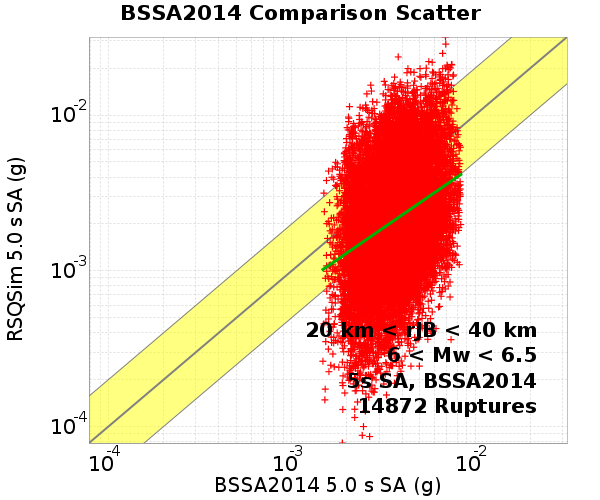 BSSA2014 Comparison Scatter
RSQSim 5.0 s SA (g)
10-2
10-3
10-4
20 km < rJB < 40 km
6 < Mw < 6.5
5s SA, BSSA2014
14872 Ruptures
10-4 10-3 10-2
BSSA2014 5.0 s SA (g)